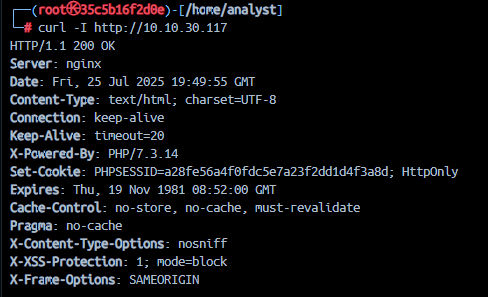 ┌──(root㉿35c5b16f2d0e)-[/home/analyst]
└─# curl -I http://10.10.30.117
HTTP/1.1 200 OK
Server: nginx
Date: Fri, 25 Jul 2025 19:49:55 GMT
Content-Type: text/html; charset=UTF-8
Connection: keep-alive
Keep-Alive: timeout=20
X-Powered-By: PHP/7.3.14
Set-Cookie: PHPSESSID=a28fe56a4f0fdc5e7a23f2dd1d4f3a8d; HttpOnly
Expires: Thu, 19 Nov 1981 08:52:00 GMT
Cache-Control: no-store, no-cache, must-revalidate
Pragma: no-cache
X-Content-Type-Options: nosniff
X-XSS-Protection: 1; mode=block
X-Frame-Options: SAMEORIGIN